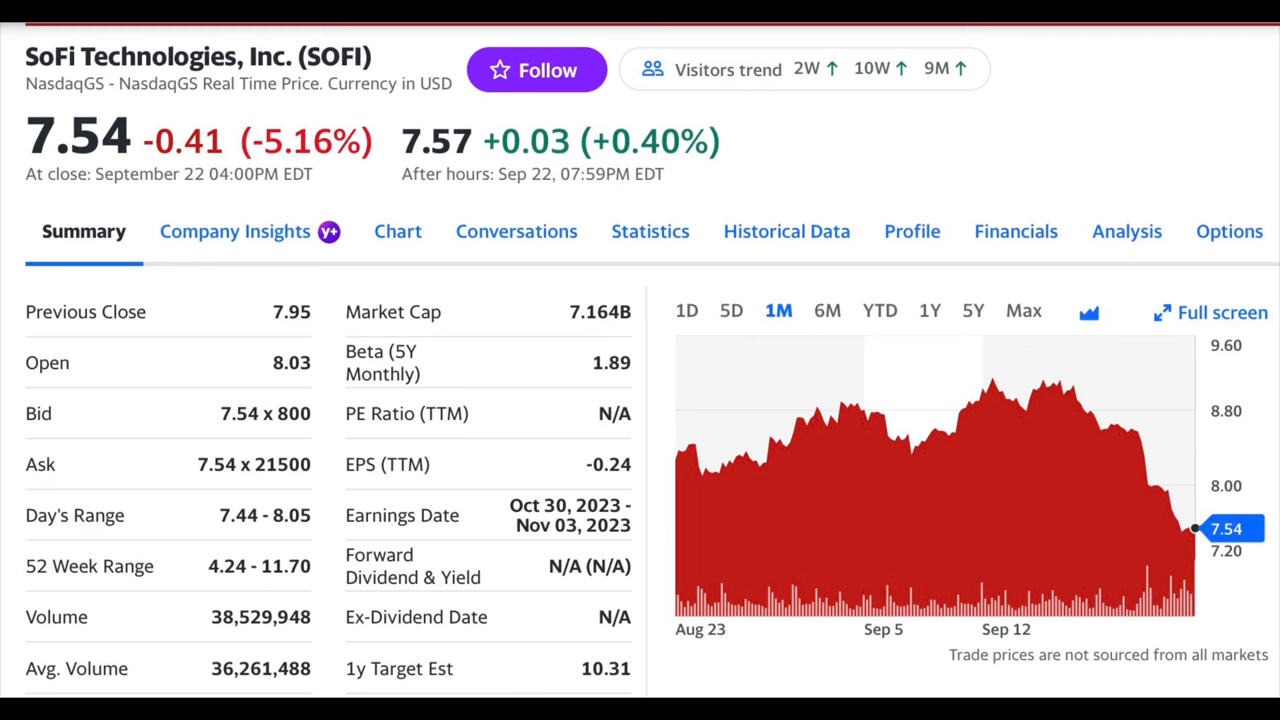 SoFi Technologies, Inc. (SOFI)
NasdaqGS - NasdaqGS Real Time Price. Currency in USD
Follow
Visitors trend 2W ↑ 10W ↑ 9M ↑
7.54 -0.41 (-5.16%)
At close: September 22 04:00PM EDT
7.57 +0.03 (+0.40%)
After hours: Sep 22, 07:59PM EDT
Summary Company Insights y+ Chart Conversations Statistics Historical Data Profile Financials Analysis Options
Previous Close 7.95
Open 8.03
Bid 7.54 x 800
Ask 7.54 x 21500
Day's Range 7.44 - 8.05
52 Week Range 4.24 - 11.70
Volume 38,529,948
Avg. Volume 36,261,488
Market Cap 7.164B
Beta (5Y
Monthly) 1.89
PE Ratio (TTM) N/A
EPS (TTM) -0.24
Earnings Date Oct 30, 2023 -
Nov 03, 2023
Forward
Dividend & Yield N/A (N/A)
Ex-Dividend Date N/A
1y Target Est 10.31
1D 5D 1M 6M YTD 1Y 5Y Max Full screen
9.60
8.80
8.00
7.54
7.20
Aug 23 Sep 5 Sep 12
Trade prices are not sourced from all markets